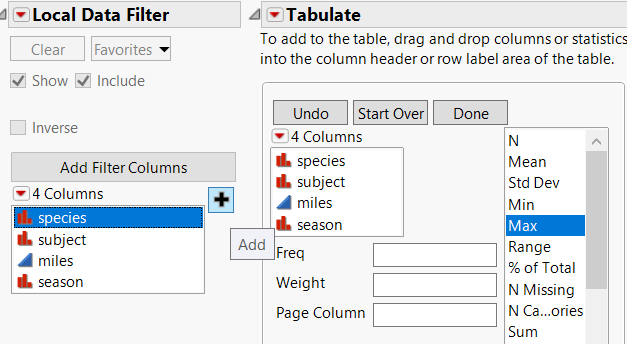 Local Data Filter
Clear
Favorites
Show
Include
Inverse
Add Filter Columns
4 Columns
species
subject
miles
season
Add
Tabulate
To add to the table, drag and drop columns or statistics
into the column header or row label area of the table.
Undo
Start Over
Done
4 Columns
species
subject
miles
season
Freq
Weight
Page Column
N
Mean
Std Dev
Min
Max
Range
% of Total
N Missing
N Ca...ories
Sum